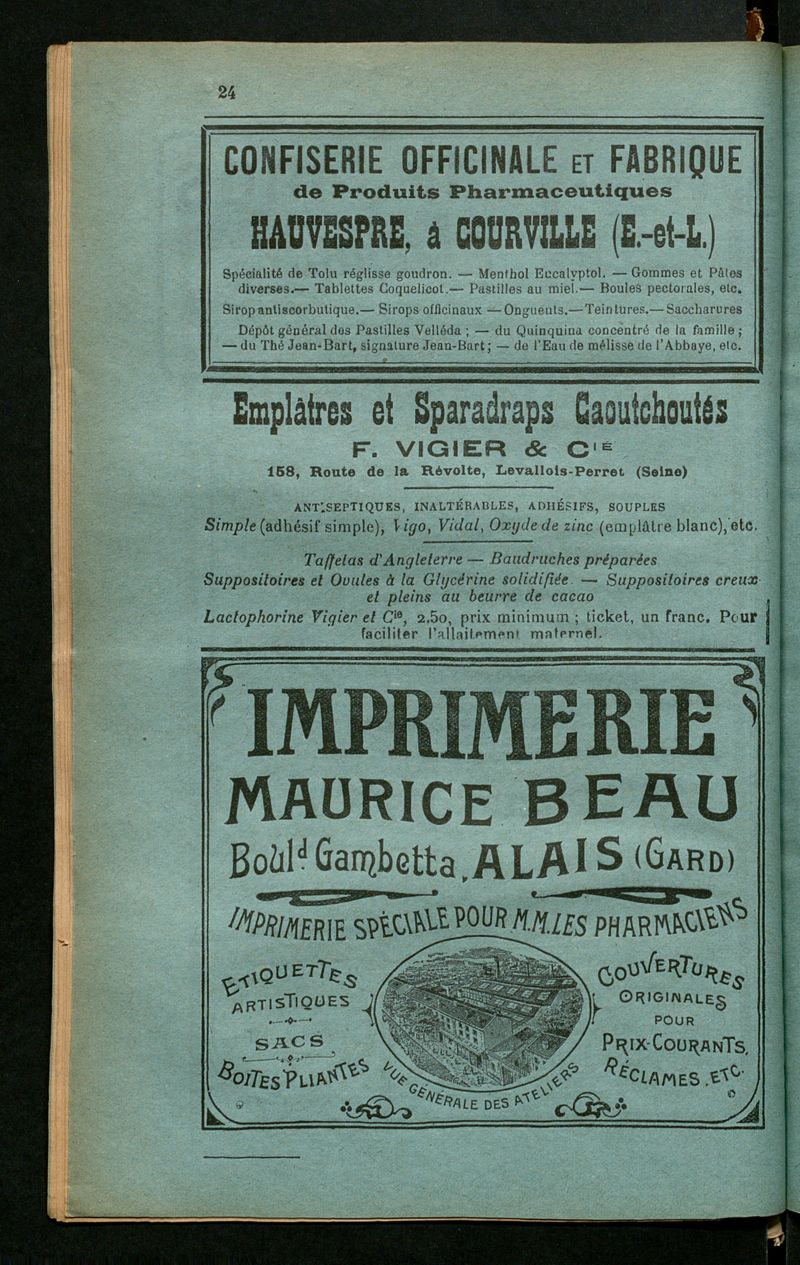 24
CONFISERIE OFFICINALE ET FABRIQUE
de Produits Pharmaceutiques
HAUVESPRE, à COURVILLE (E.-et-L.)
Spécialité de Tolu réglisse goudron. — Menthol Eucalyptol. — Gommes et Pâtes
diverses.— Tablettes Coquelicot.— Pastilles au miel.— Boules pectorales, etc.
Sirop antiscorbutique.— Sirops officinaux — Onguents.— Teintures.— Saccharures
Dépôt général des Pastilles Velléda ; — du Quinquina concentré de la famille ;
— du Thé Jean-Bart, signature Jean-Bart ; — de l'Eau de mélisse de l'Abbaye, etc.
Emplâtres et Sparadraps Caoutchoutés
F. VIGIER & Cie
158, Route de la Révolte, Levallois-Perret (Seine)
ANTISEPTIQUES, INALTÉRABLES, ADHÉSIFS, SOUPLES
Simple (adhésif simple), Vigo, Vidal, Oxyde de zinc (emplâtre blanc), etc.
Taffetas d'Angleterre — Baudruches préparées
Suppositoires et Ovules à la Glycérine solidifiée — Suppositoires creux
et pleins au beurre de cacao
Lactophorine Vigier et Cie, 2.50, prix minimum ; ticket, un franc. Pour
faciliter l'allaitement maternel.
IMPRIMERIE
MAURICE BEAU
Boùld Gambetta, ALAIS (GARD)
IMPRIMERIE SPÉCIALE POUR M.M. LES PHARMACIENS
ETIQUETTES
ARTISTIQUES
SACS
BOITES PLIANTES
VUE GÉNÉRALE DES ATELIERS
COUVERTURES
ORIGINALES
POUR
PRIX-COURANTS,
RÉCLAMES. ETC.